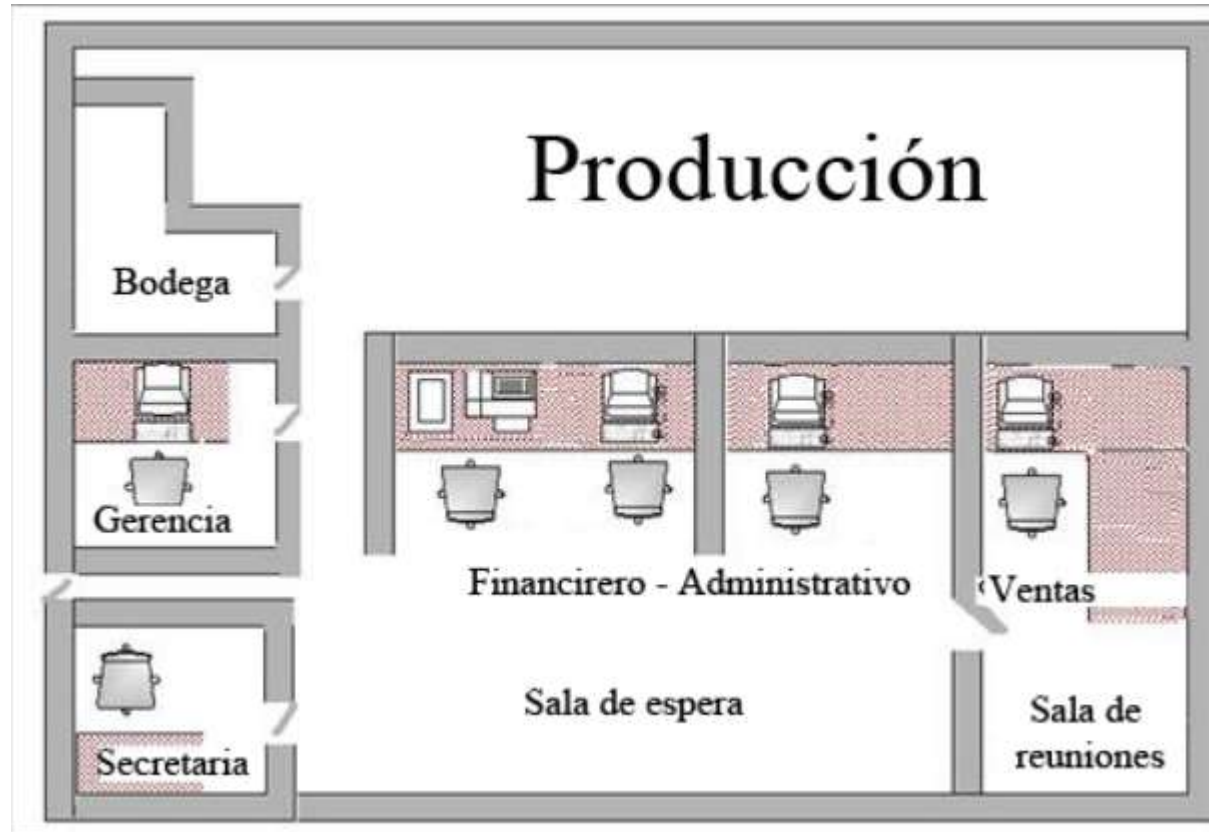 Producción
Bodega
Gerencia
Financirero - Administrativo
Ventas
Sala de espera
Sala de
reuniones
Secretaria